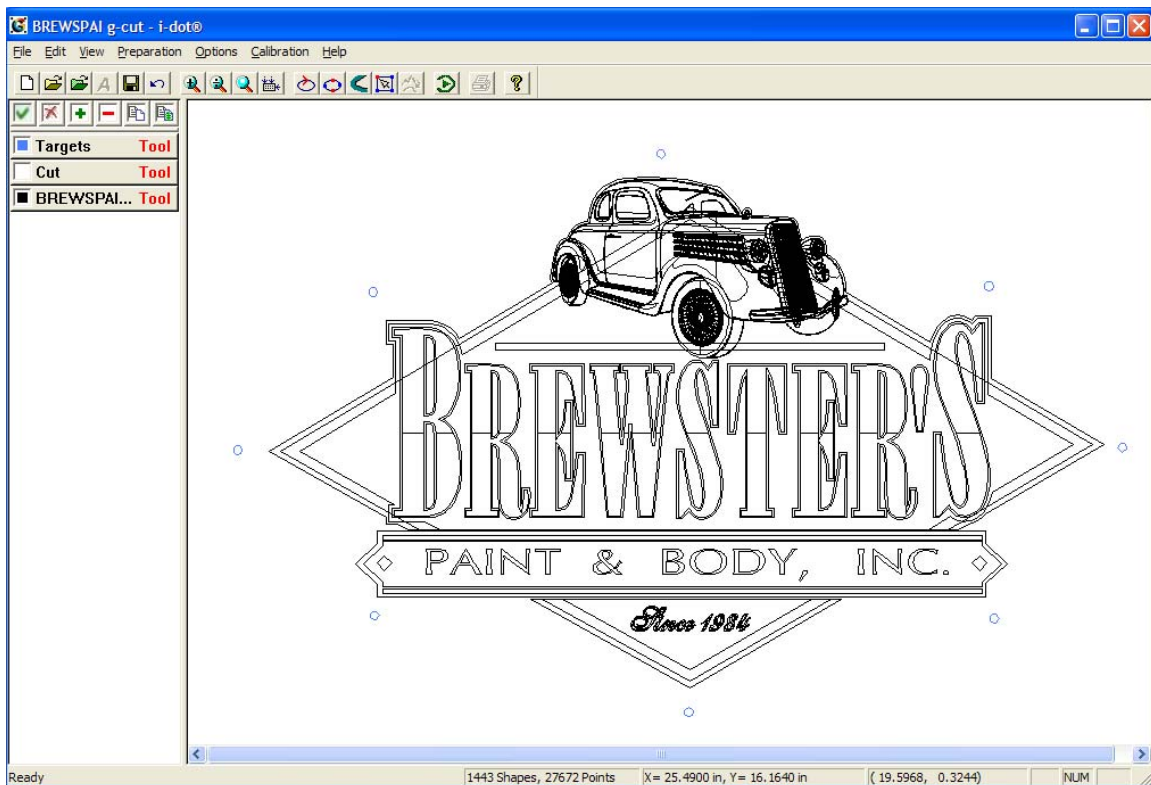 BREWSPAI g-cut - i-dot®
File Edit View Preparation Options Calibration Help
Targets Tool
Cut Tool
BREWSPAI... Tool
BREWSTER'S
PAINT & BODY, INC.
Since 1984
Ready 1443 Shapes, 27672 Points X= 25.4900 in, Y= 16.1640 in ( 19.5968, 0.3244) NUM